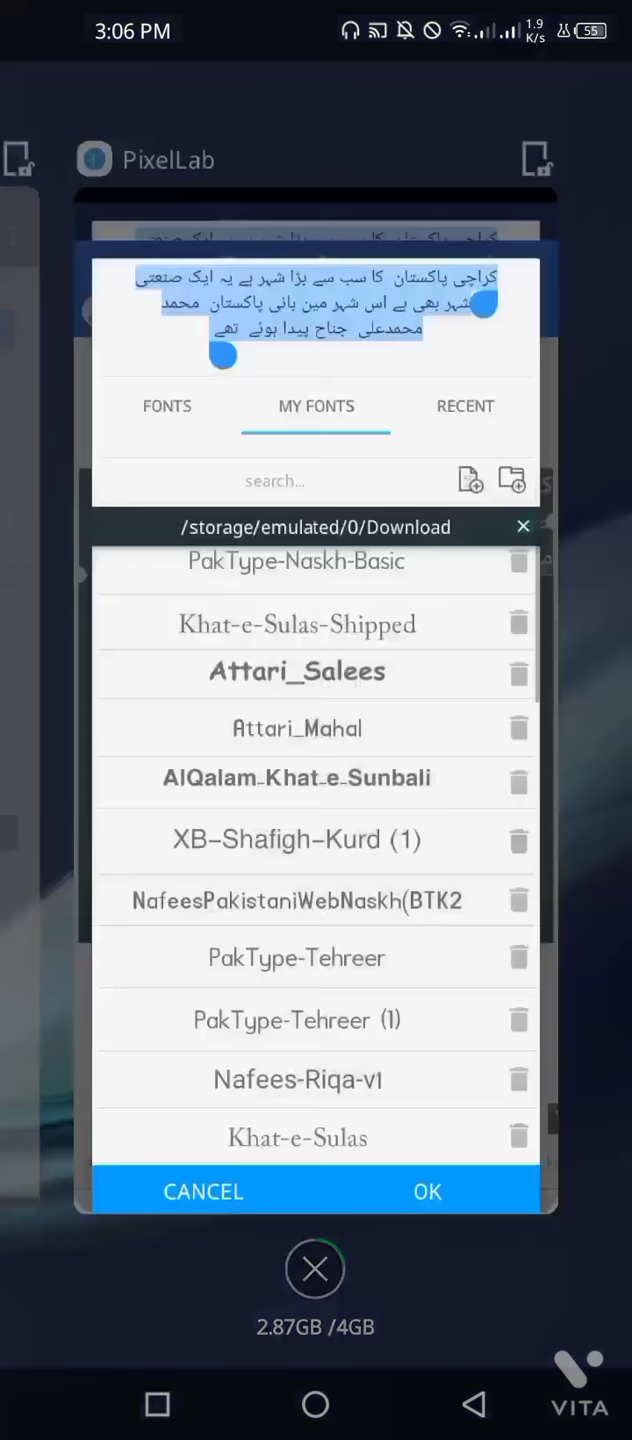 3:06 PM
1.9
K/s
55
PixelLab
کراچی پاکستان کا سب سے بڑا شہر ہے یہ ایک صنعتی
شہر بھی ہے اس شہر مین بانی پاکستان محمد
محمدعلی جناح پیدا ہوئے تھے
FONTS
MY FONTS
RECENT
search...
/storage/emulated/0/Download
PakType-Naskh-Basic
Khat-e-Sulas-Shipped
Attari_Salees
Attari_Mahal
AlQalam_Khat_e_Sunbali
XB-Shafigh-Kurd (1)
NafeesPakistaniWebNaskh(BTK2
PakType-Tehreer
PakType-Tehreer (1)
Nafees-Riqa-v1
Khat-e-Sulas
CANCEL
OK
2.87GB /4GB
VITA